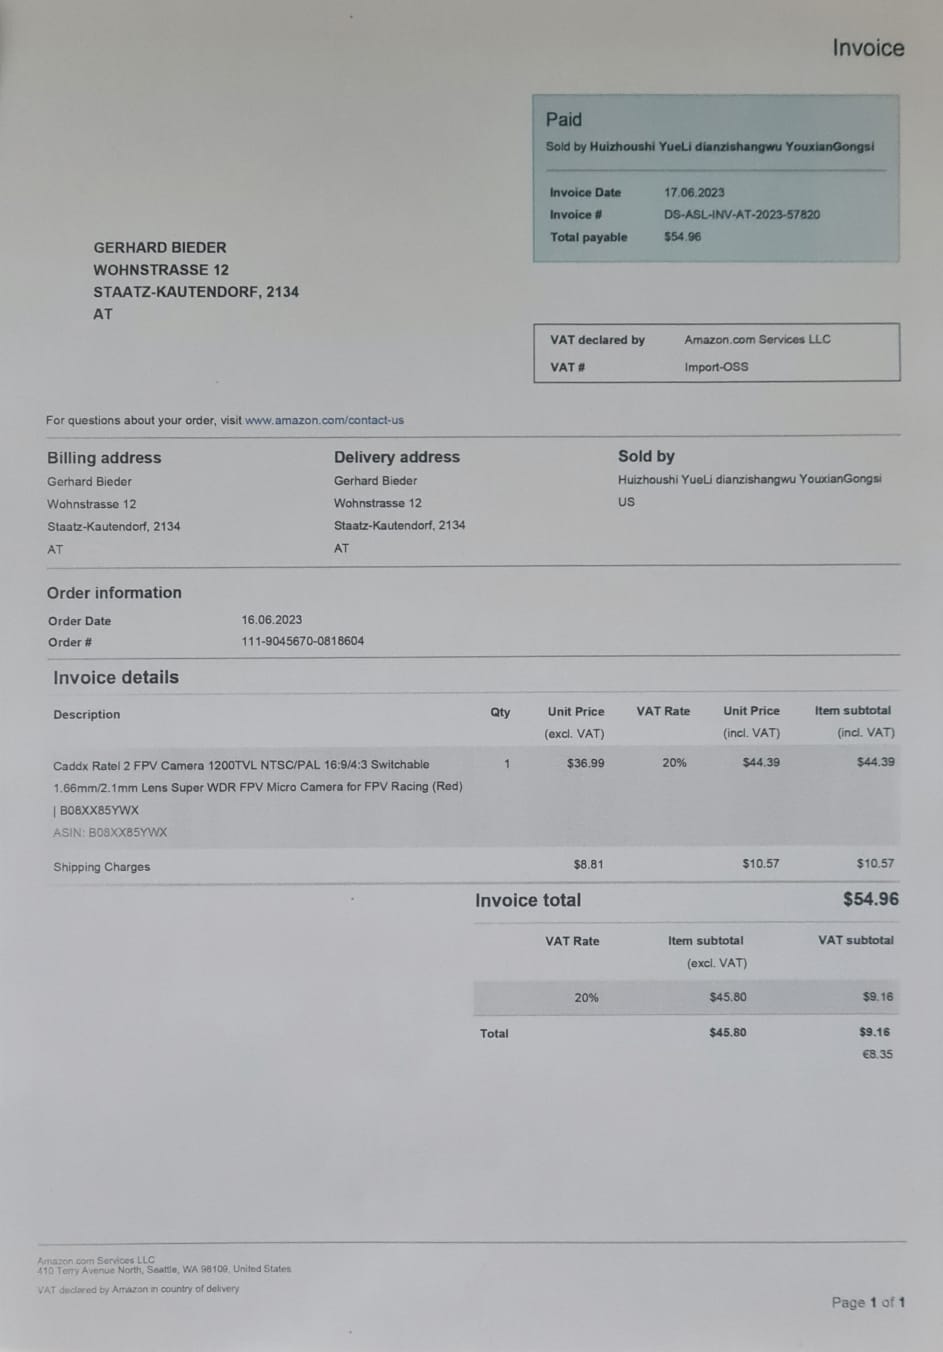 Invoice
Paid
Sold by Huizhoushi YueLi dianzishangwu YouxianGongsi
Invoice Date 17.06.2023
Invoice # DS-ASL-INV-AT-2023-57820
Total payable $54.96
GERHARD BIEDER
WOHNSTRASSE 12
STAATZ-KAUTENDORF, 2134
AT
VAT declared by Amazon.com Services LLC
VAT # Import-OSS
For questions about your order, visit www.amazon.com/contact-us
Billing address Delivery address Sold by
Gerhard Bieder Gerhard Bieder Huizhoushi YueLi dianzishangwu YouxianGongsi
Wohnstrasse 12 Wohnstrasse 12 US
Staatz-Kautendorf, 2134 Staatz-Kautendorf, 2134
AT AT
Order information
Order Date 16.06.2023
Order # 111-9045670-0818604
Invoice details
Description Qty Unit Price VAT Rate Unit Price Item subtotal
(excl. VAT) (incl. VAT) (incl. VAT)
Caddx Ratel 2 FPV Camera 1200TVL NTSC/PAL 16:9/4:3 Switchable 1 $36.99 20% $44.39 $44.39
1.66mm/2.1mm Lens Super WDR FPV Micro Camera for FPV Racing (Red)
| B08XX85YWX
ASIN: B08XX85YWX
Shipping Charges $8.81 $10.57 $10.57
Invoice total $54.96
VAT Rate Item subtotal VAT subtotal
(excl. VAT)
20% $45.80 $9.16
Total $45.80 $9.16
€8.35
Amazon.com Services LLC
410 Terry Avenue North, Seattle, WA 98109, United States
VAT declared by Amazon in country of delivery
Page 1 of 1